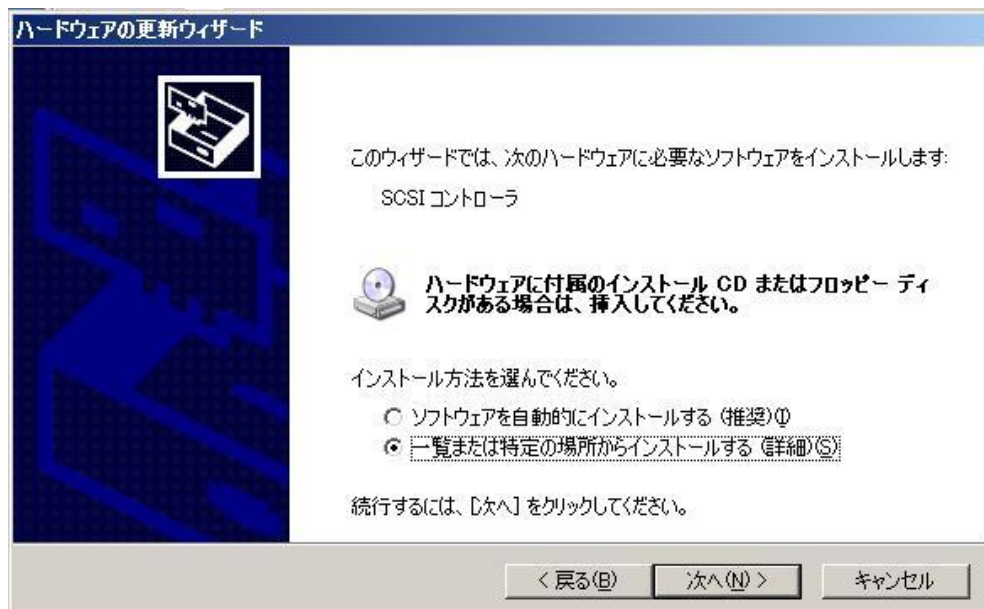 ハードウェアの更新ウィザード
このウィザードでは、次のハードウェアに必要なソフトウェアをインストールします:
SCSI コントローラ
ハードウェアに付属のインストール CD またはフロッピー ディ
スクがある場合は、挿入してください。
インストール方法を選んでください。
ソフトウェアを自動的にインストールする (推奨)(I)
一覧または特定の場所からインストールする (詳細)(S)
続行するには、[次へ] をクリックしてください。
< 戻る(B)
次へ(N) >
キャンセル